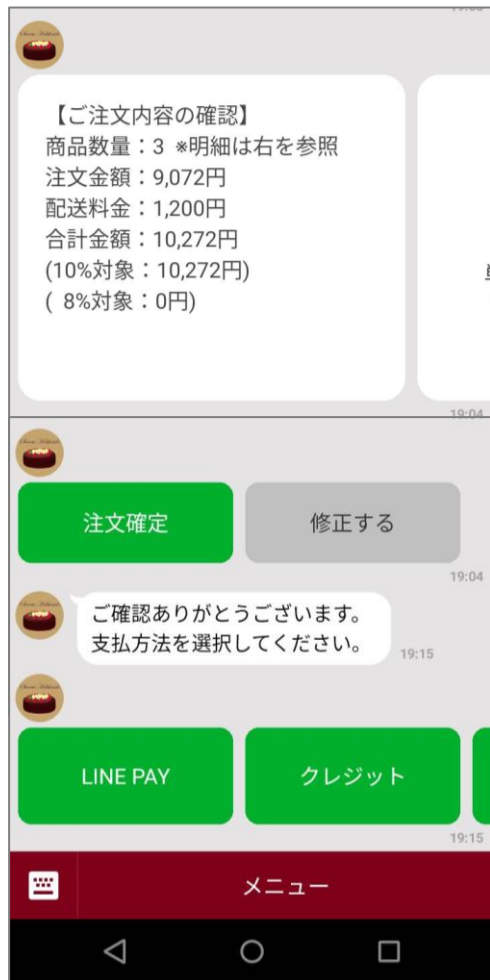 【ご注文内容の確認】
商品数量：3 ※明細は右を参照
注文金額：9,072円
配送料金：1,200円
合計金額：10,272円
(10%対象：10,272円)
( 8%対象：0円)
19:04
注文確定
修正する
19:04
ご確認ありがとうございます。
支払方法を選択してください。
19:15
LINE PAY
クレジット
19:15
メニュー